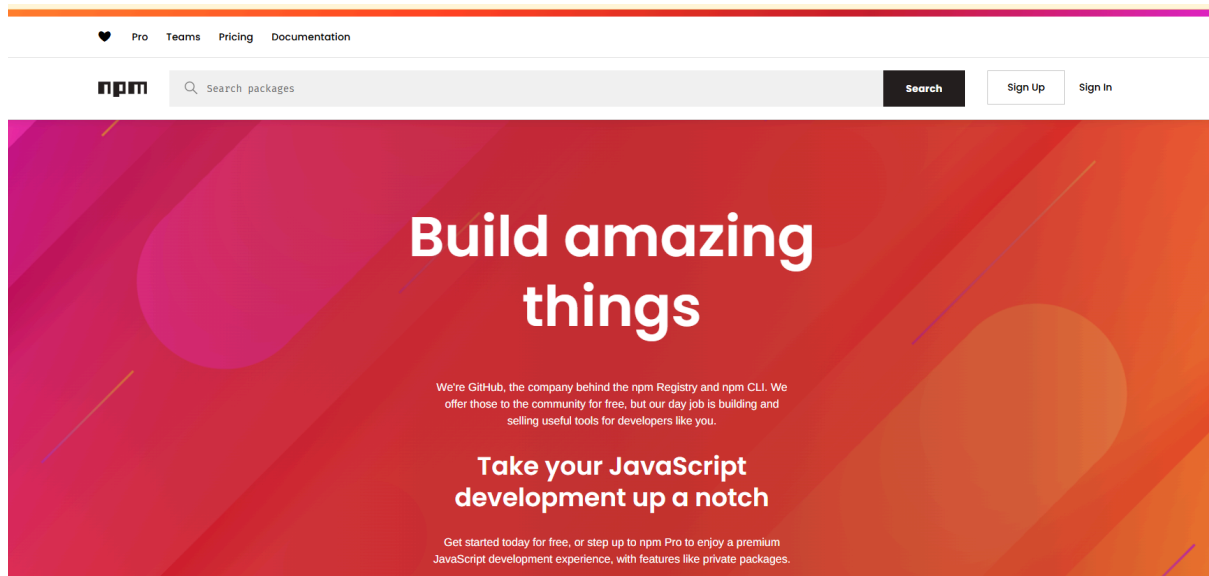 Pro Teams Pricing Documentation
npm Search packages Search Sign Up Sign In
Build amazing
things
We're GitHub, the company behind the npm Registry and npm CLI. We
offer those to the community for free, but our day job is building and
selling useful tools for developers like you.
Take your JavaScript
development up a notch
Get started today for free, or step up to npm Pro to enjoy a premium
JavaScript development experience, with features like private packages.